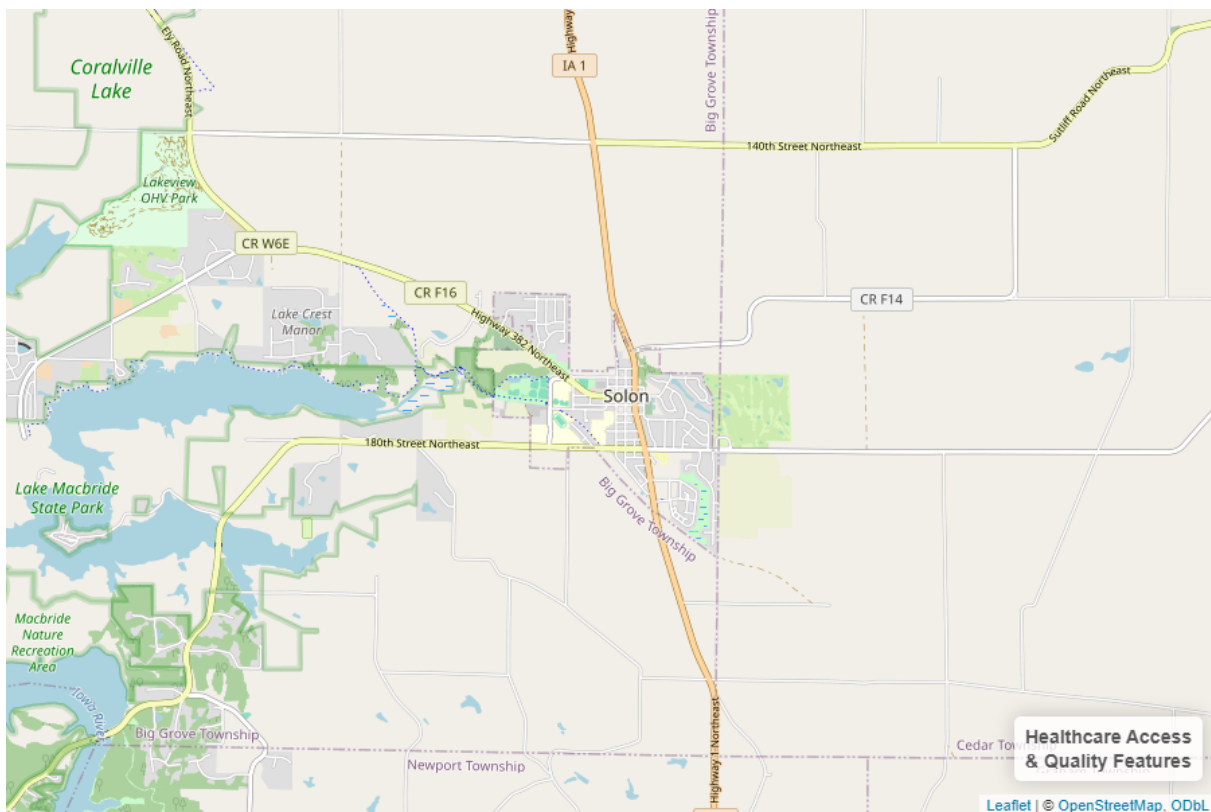 Ely Road Northeast
Coralville
Lake
Highway
IA 1
Big Grove Township
Sutliff Road Northeast
140th Street Northeast
Lakeview
OHV Park
CR W6E
CR F16
CR F14
Lake Crest
Manor
Highway 382 Northeast
Solon
180th Street Northeast
Lake Macbride
State Park
Big Grove Township
Macbride
Nature
Recreation
Area
Iowa River
Big Grove Township
Newport Township
Highway 1 Northeast
Cedar Township
Healthcare Access
& Quality Features
Leaflet | © OpenStreetMap, ODbL